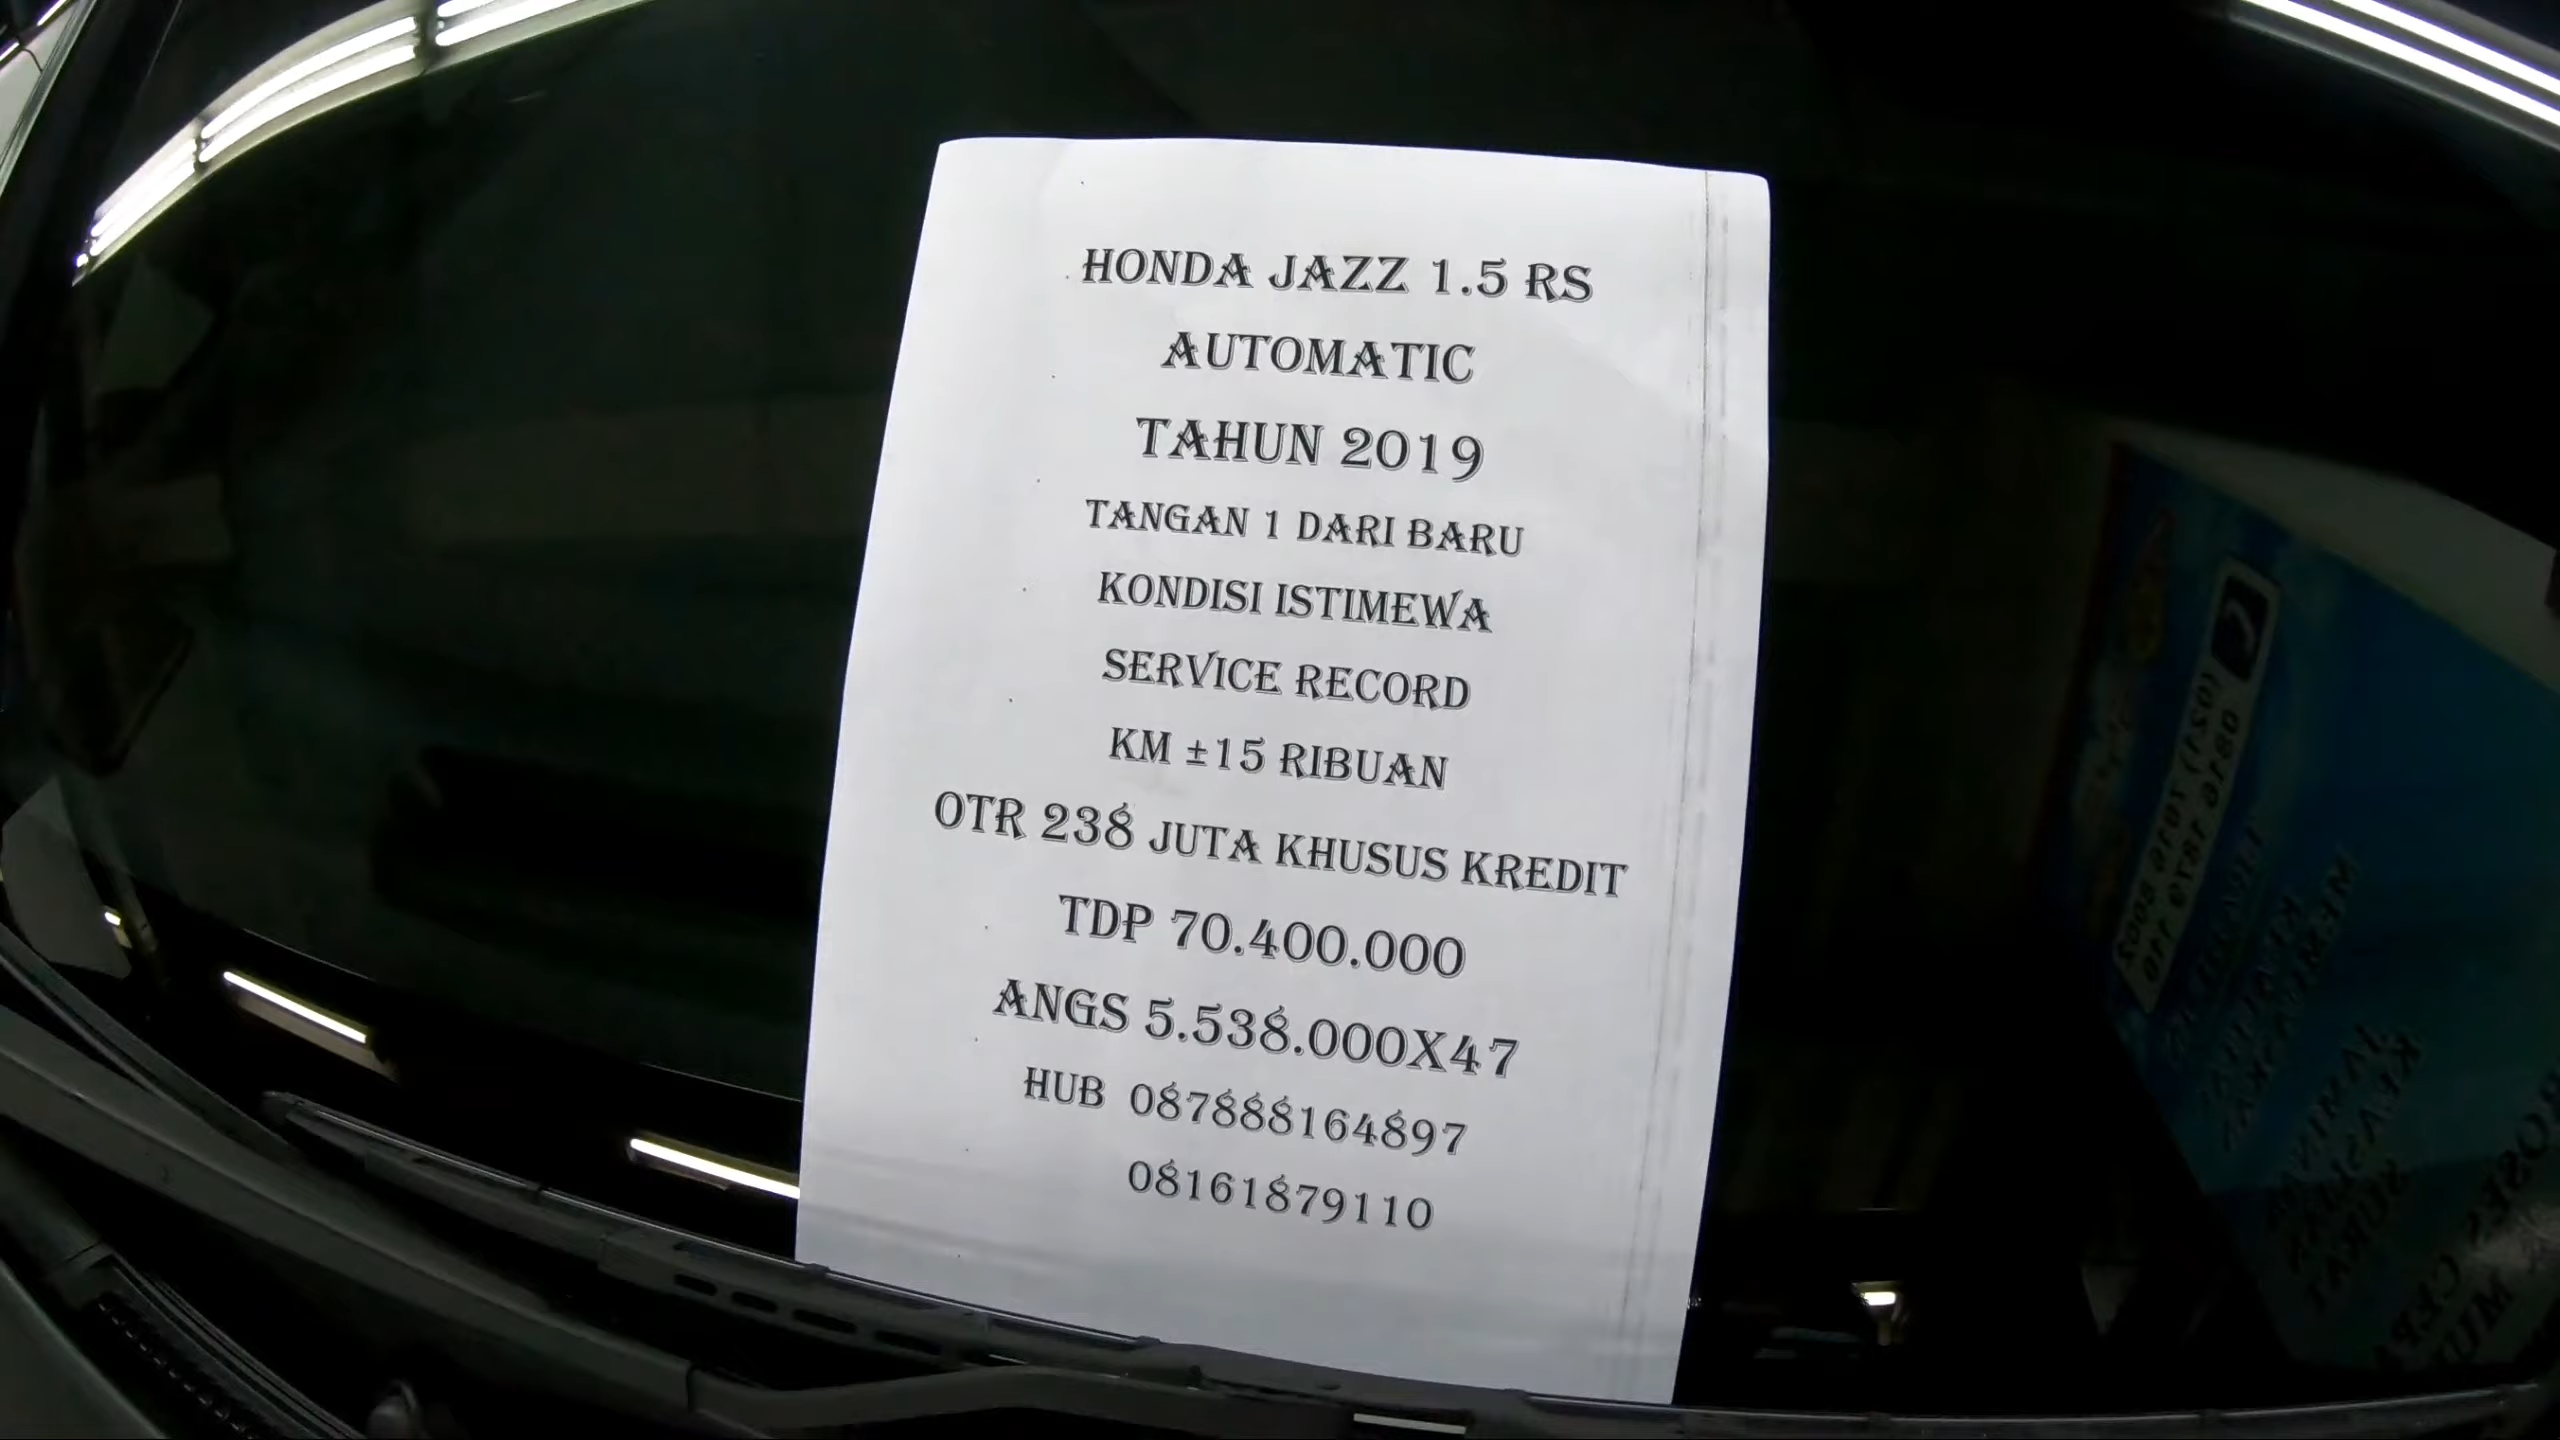 HONDA JAZZ 1.5 RS
AUTOMATIC
TAHUN 2019
TANGAN 1 DARI BARU
KONDISI ISTIMEWA
SERVICE RECORD
KM ±15 RIBUAN
OTR 238 JUTA KHUSUS KREDIT
TDP 70.400.000
ANGS 5.538.000X47
HUB 087888164897
08161879110